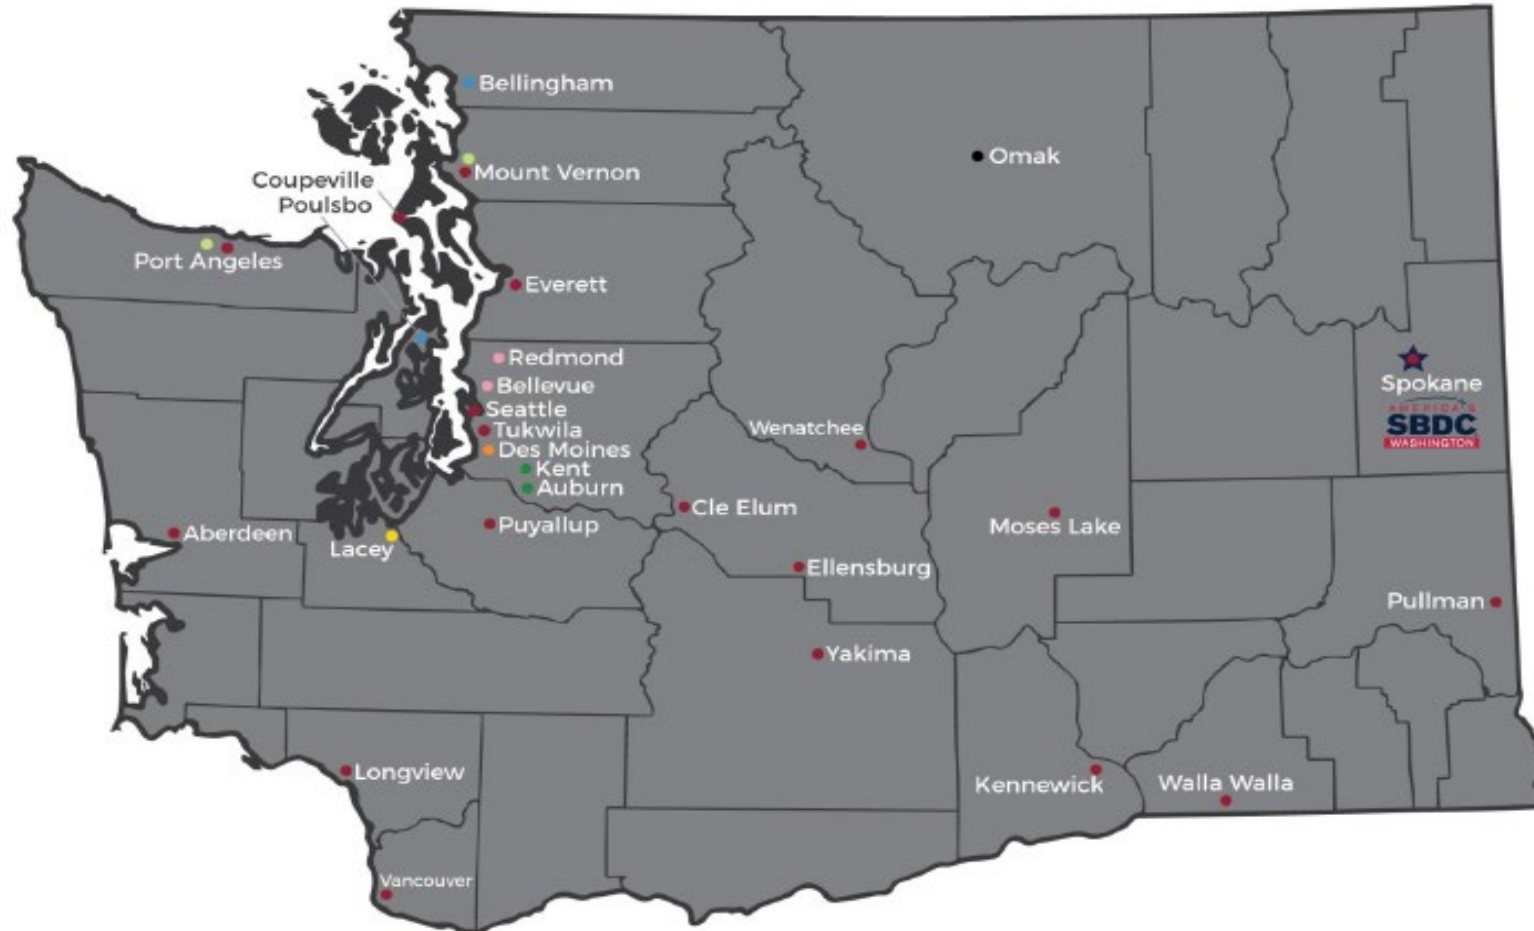 Bellingham
Omak
Mount Vernon
Coupeville
Poulsbo
Port Angeles
Everett
Redmond
Bellevue
Spokane
AMERICA'S
SBDC
WASHINGTON
Seattle
Tukwila
Wenatchee
Des Moines
Kent
Auburn
Cle Elum
Puyallup
Moses Lake
Aberdeen
Lacey
Ellensburg
Pullman
Yakima
Longview
Kennewick
Walla Walla
Vancouver